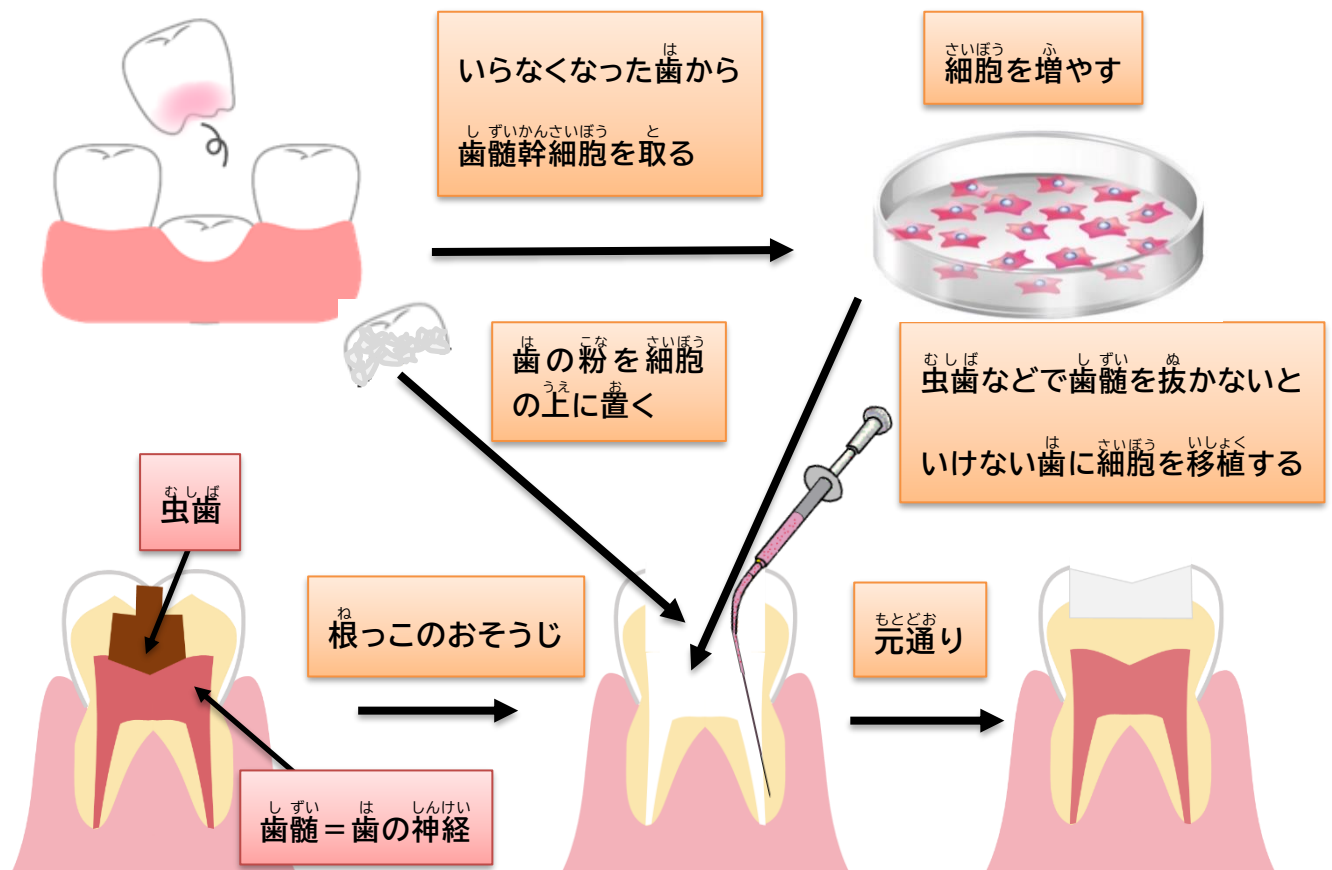 いらなくなった歯から
歯髄幹細胞を取る
細胞を増やす
歯の粉を細胞
の上に置く
虫歯などで歯髄を抜かないと
いけない歯に細胞を移植する
虫歯
根っこのおそうじ
元通り
歯髄＝歯の神経